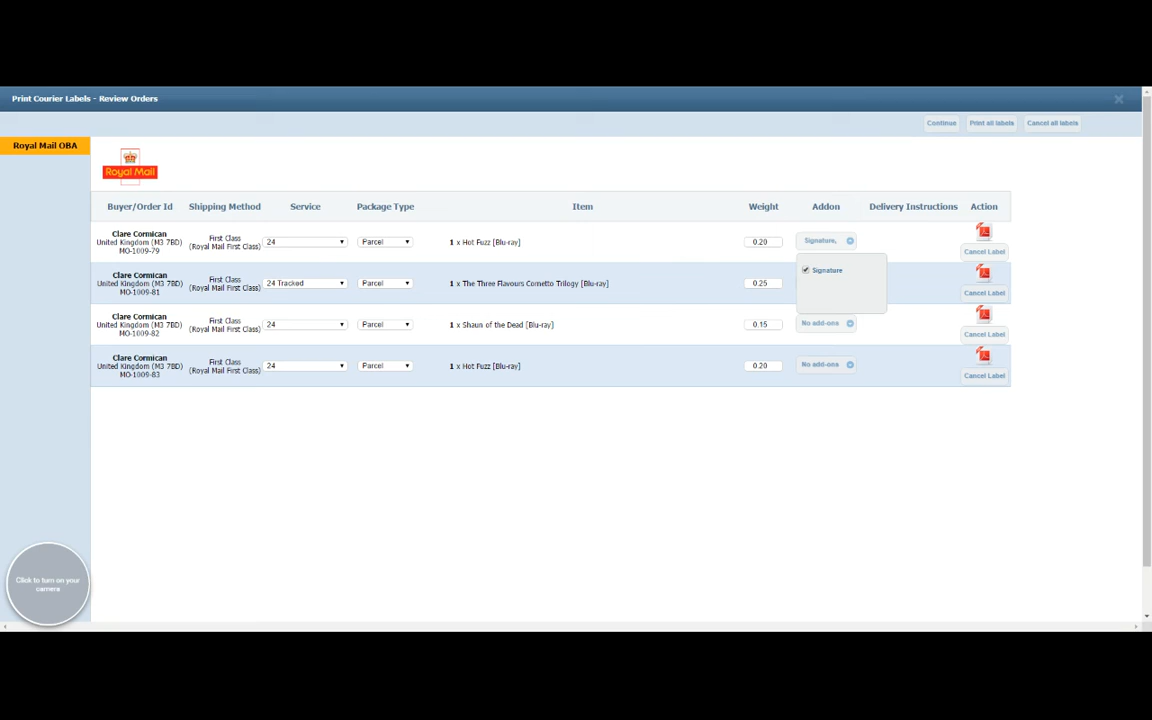 Print Courier Labels - Review Orders
Continue
Print all labels
Cancel all labels
Royal Mail OBA
Royal Mail
Buyer/Order Id
Shipping Method
Service
Package Type
Item
Weight
Addon
Delivery Instructions
Action
Clare Cormican
United Kingdom (M3 7BD)
MO-1009-79
First Class
(Royal Mail First Class)
24
Parcel
1 x Hot Fuzz [Blu-ray]
0.20
Signature,
Cancel Label
Signature
Clare Cormican
United Kingdom (M3 7BD)
MO-1009-81
First Class
(Royal Mail First Class)
24 Tracked
Parcel
1 x The Three Flavours Cornetto Trilogy [Blu-ray]
0.25
Cancel Label
Clare Cormican
United Kingdom (M3 7BD)
MO-1009-82
First Class
(Royal Mail First Class)
24
Parcel
1 x Shaun of the Dead [Blu-ray]
0.15
No add-ons
Cancel Label
Clare Cormican
United Kingdom (M3 7BD)
MO-1009-83
First Class
(Royal Mail First Class)
24
Parcel
1 x Hot Fuzz [Blu-ray]
0.20
No add-ons
Cancel Label
Click to turn on your
camera